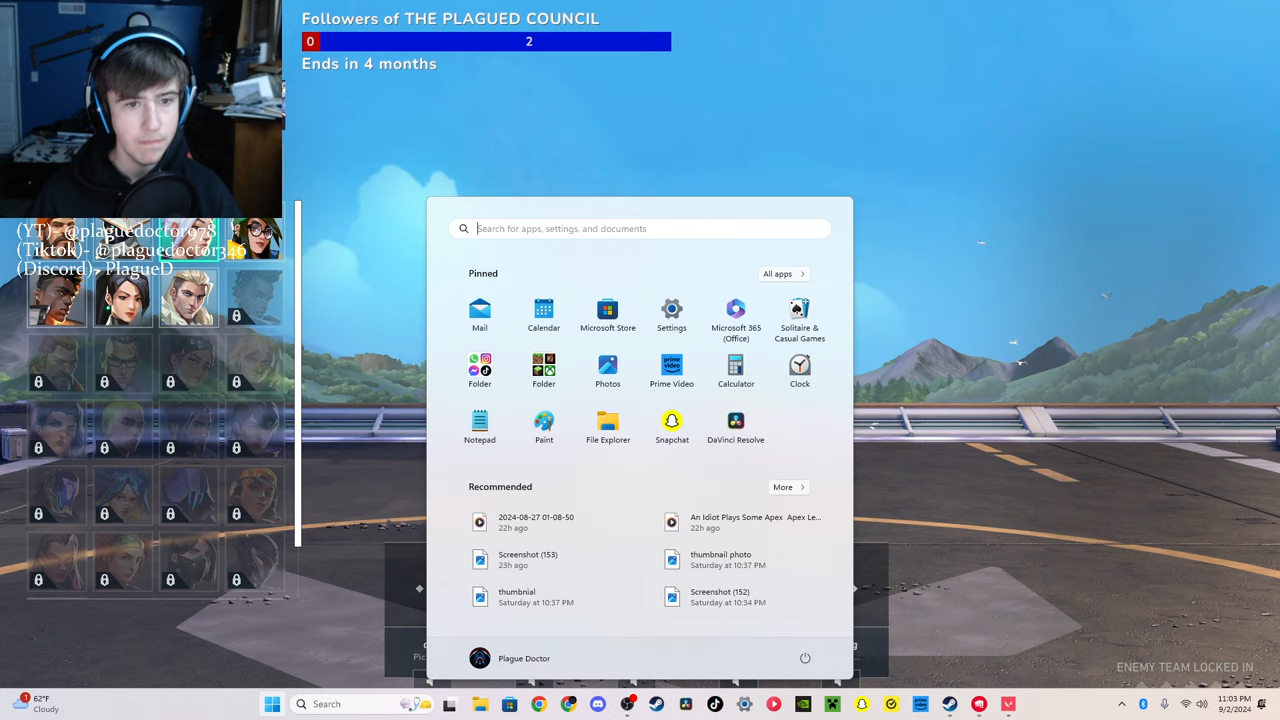 Followers of THE PLAGUED COUNCIL
0 2
Ends in 4 months
(YT)- @plaguedoctor978
(Tiktok)- @plaguedoctor346
(Discord)- PlagueD
Search for apps, settings, and documents
Pinned
All apps
Mail
Calendar
Microsoft Store
Settings
Microsoft 365 (Office)
Solitaire & Casual Games
Folder
Folder
Photos
Prime Video
Calculator
Clock
Notepad
Paint
File Explorer
Snapchat
DaVinci Resolve
Recommended
More
2024-08-27 01-08-50
22h ago
An Idiot Plays Some Apex Apex Le...
22h ago
Screenshot (153)
23h ago
thumbnail photo
Saturday at 10:37 PM
thumbnial
Saturday at 10:37 PM
Screenshot (152)
Saturday at 10:34 PM
Plague Doctor
ENEMY TEAM LOCKED IN
1
62°F
Cloudy
Search
11:03 PM
9/2/2024